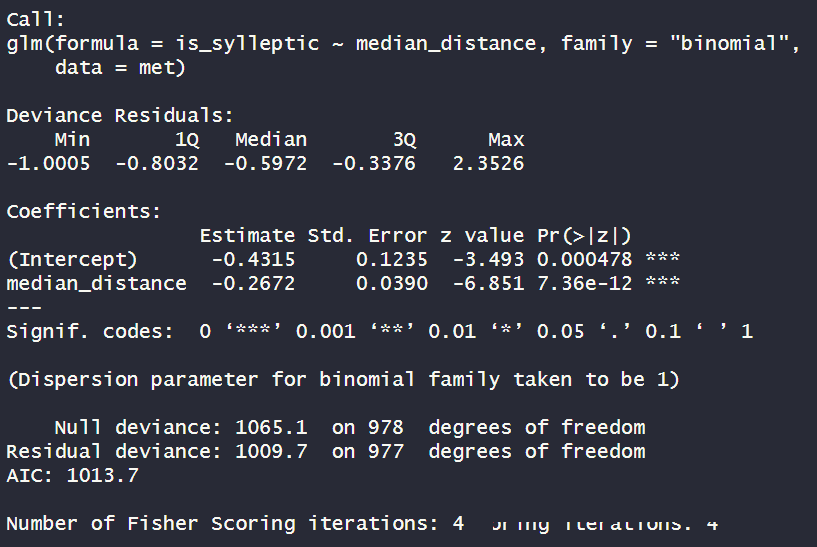 Call:
glm(formula = is_sylleptic ~ median_distance, family = "binomial",
    data = met)
Deviance Residuals:
    Min       1Q   Median       3Q      Max
-1.0005  -0.8032  -0.5972  -0.3376   2.3526
Coefficients:
                Estimate Std. Error z value Pr(>|z|)
(Intercept)      -0.4315     0.1235  -3.493 0.000478 ***
median_distance  -0.2672     0.0390  -6.851 7.36e-12 ***
---
Signif. codes:  0 ‘***’ 0.001 ‘**’ 0.01 ‘*’ 0.05 ‘.’ 0.1 ‘ ’ 1
(Dispersion parameter for binomial family taken to be 1)
    Null deviance: 1065.1  on 978  degrees of freedom
Residual deviance: 1009.7  on 977  degrees of freedom
AIC: 1013.7
Number of Fisher Scoring iterations: 4